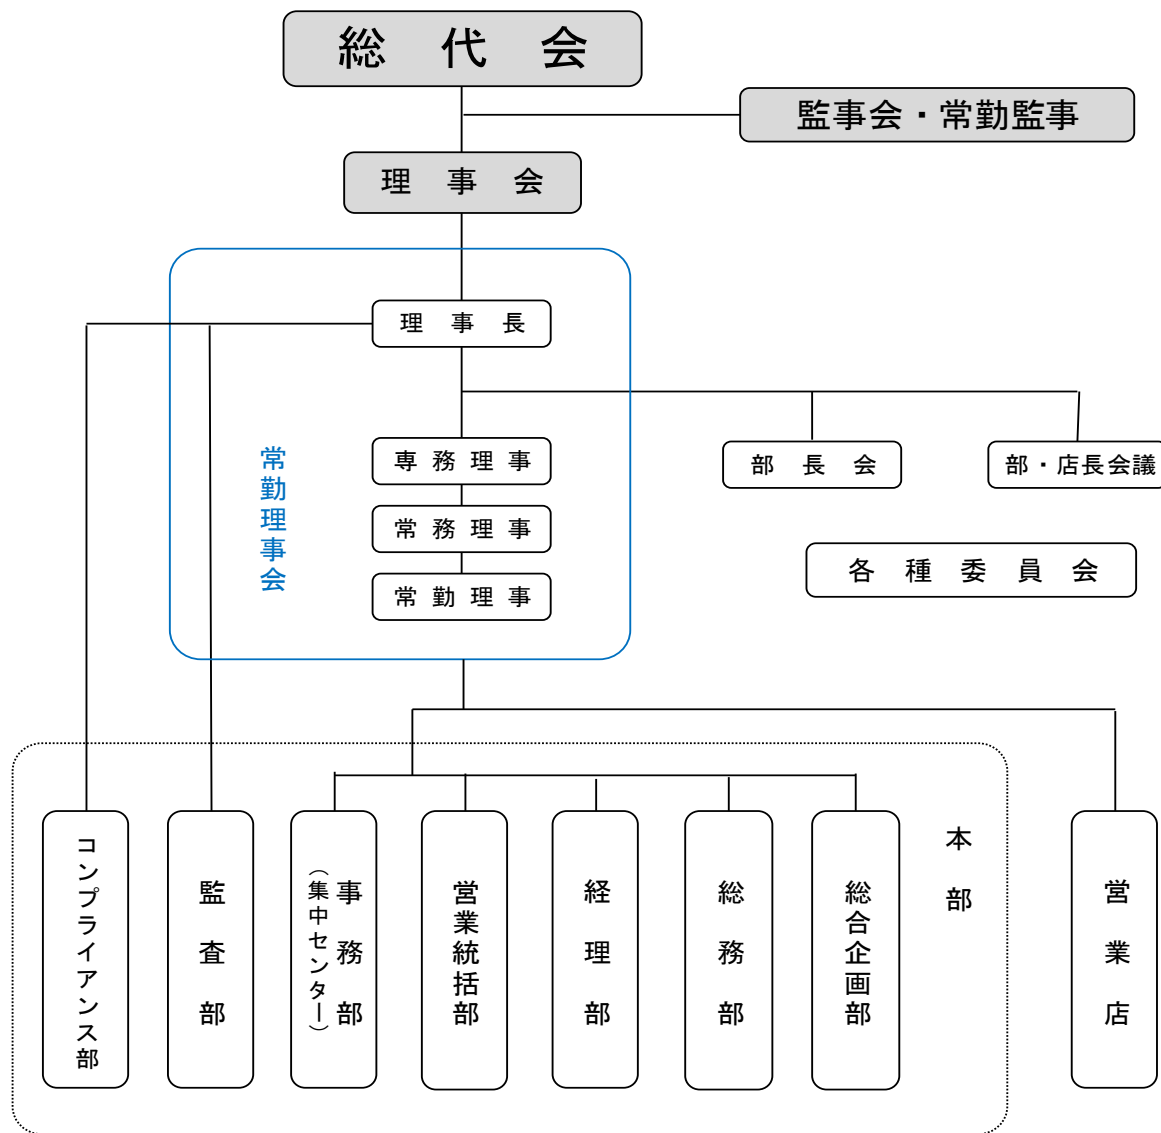 総代会
監事会・常勤監事
理事会
理事長
専務理事
常務理事
常勤理事
常勤理事会
部長会
部・店長会議
各種委員会
コンプライアンス部
監査部
事務部
（集中センター）
営業統括部
経理部
総務部
総合企画部
本部
営業店